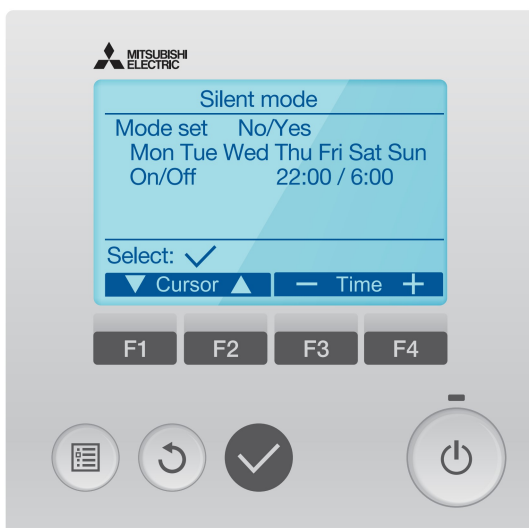 MITSUBISHI
ELECTRIC
Silent mode
Mode set No/Yes
Mon Tue Wed Thu Fri Sat Sun
On/Off 22:00 / 6:00
Select: ✓
▼ Cursor ▲ — Time +
F1 F2 F3 F4